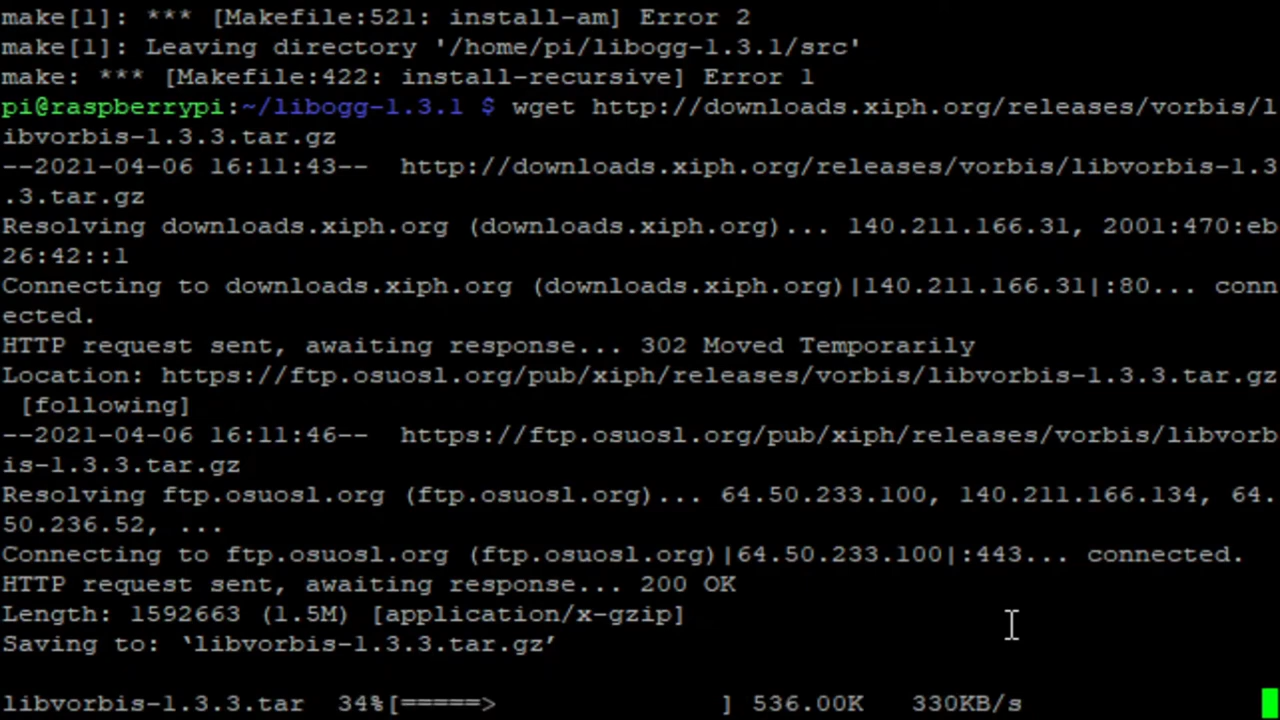 make[1]: *** [Makefile:521: install-am] Error 2
make[1]: Leaving directory '/home/pi/libogg-1.3.1/src'
make: *** [Makefile:422: install-recursive] Error 1
pi@raspberrypi:~/libogg-1.3.1 $ wget http://downloads.xiph.org/releases/vorbis/l
ibvorbis-1.3.3.tar.gz
--2021-04-06 16:11:43--  http://downloads.xiph.org/releases/vorbis/libvorbis-1.3
.3.tar.gz
Resolving downloads.xiph.org (downloads.xiph.org)... 140.211.166.31, 2001:470:eb
26:42::1
Connecting to downloads.xiph.org (downloads.xiph.org)|140.211.166.31|:80... conn
ected.
HTTP request sent, awaiting response... 302 Moved Temporarily
Location: https://ftp.osuosl.org/pub/xiph/releases/vorbis/libvorbis-1.3.3.tar.gz
 [following]
--2021-04-06 16:11:46--  https://ftp.osuosl.org/pub/xiph/releases/vorbis/libvorb
is-1.3.3.tar.gz
Resolving ftp.osuosl.org (ftp.osuosl.org)... 64.50.233.100, 140.211.166.134, 64.
50.236.52, ...
Connecting to ftp.osuosl.org (ftp.osuosl.org)|64.50.233.100|:443... connected.
HTTP request sent, awaiting response... 200 OK
Length: 1592663 (1.5M) [application/x-gzip]
Saving to: ‘libvorbis-1.3.3.tar.gz’
libvorbis-1.3.3.tar  34%[=====>              ] 536.00K   330KB/s